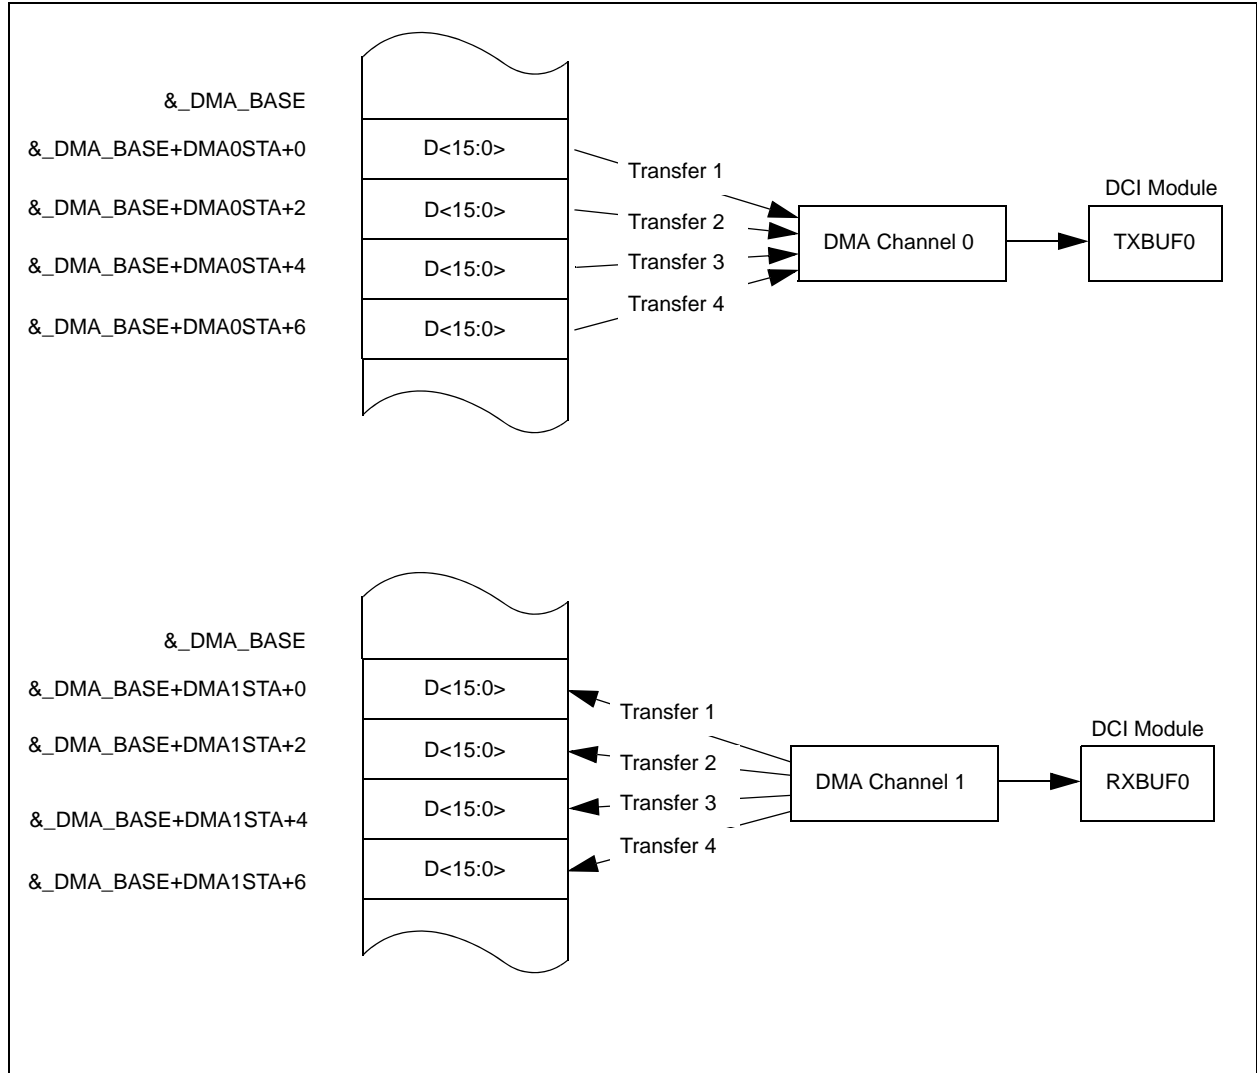 &_DMA_BASE
&_DMA_BASE+DMA0STA+0
D<15:0>
Transfer 1
DCI Module
&_DMA_BASE+DMA0STA+2
D<15:0>
Transfer 2
DMA Channel 0
TXBUF0
&_DMA_BASE+DMA0STA+4
D<15:0>
Transfer 3
&_DMA_BASE+DMA0STA+6
D<15:0>
Transfer 4
&_DMA_BASE
&_DMA_BASE+DMA1STA+0
D<15:0>
Transfer 1
DCI Module
&_DMA_BASE+DMA1STA+2
D<15:0>
Transfer 2
DMA Channel 1
RXBUF0
&_DMA_BASE+DMA1STA+4
D<15:0>
Transfer 3
&_DMA_BASE+DMA1STA+6
D<15:0>
Transfer 4